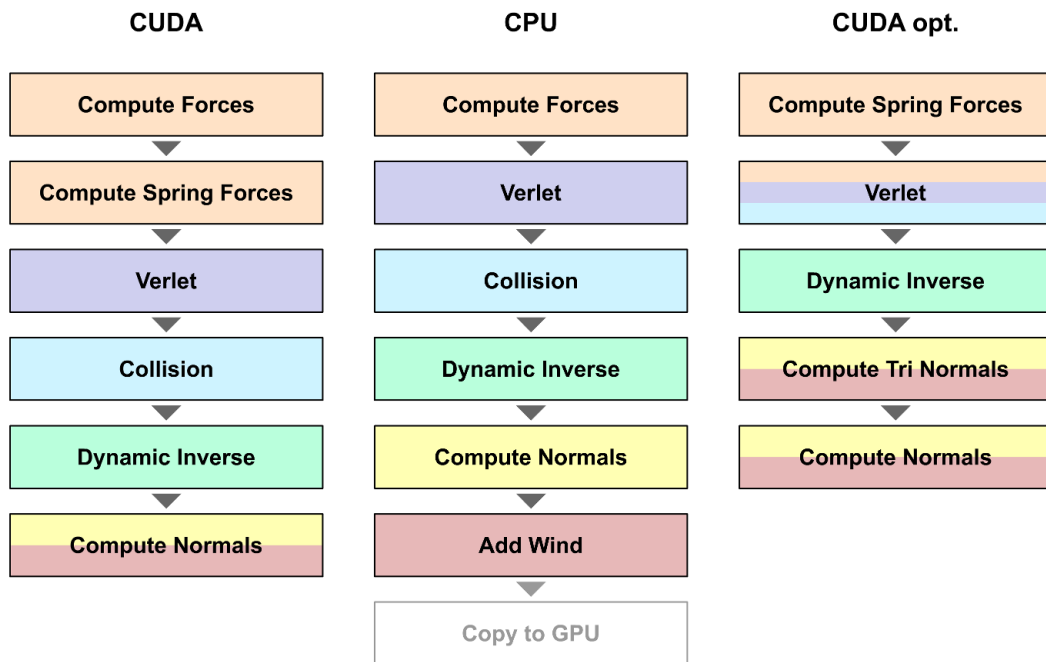 CUDA
Compute Forces
Compute Spring Forces
Verlet
Collision
Dynamic Inverse
Compute Normals
CPU
Compute Forces
Verlet
Collision
Dynamic Inverse
Compute Normals
Add Wind
Copy to GPU
CUDA opt.
Compute Spring Forces
Verlet
Dynamic Inverse
Compute Tri Normals
Compute Normals